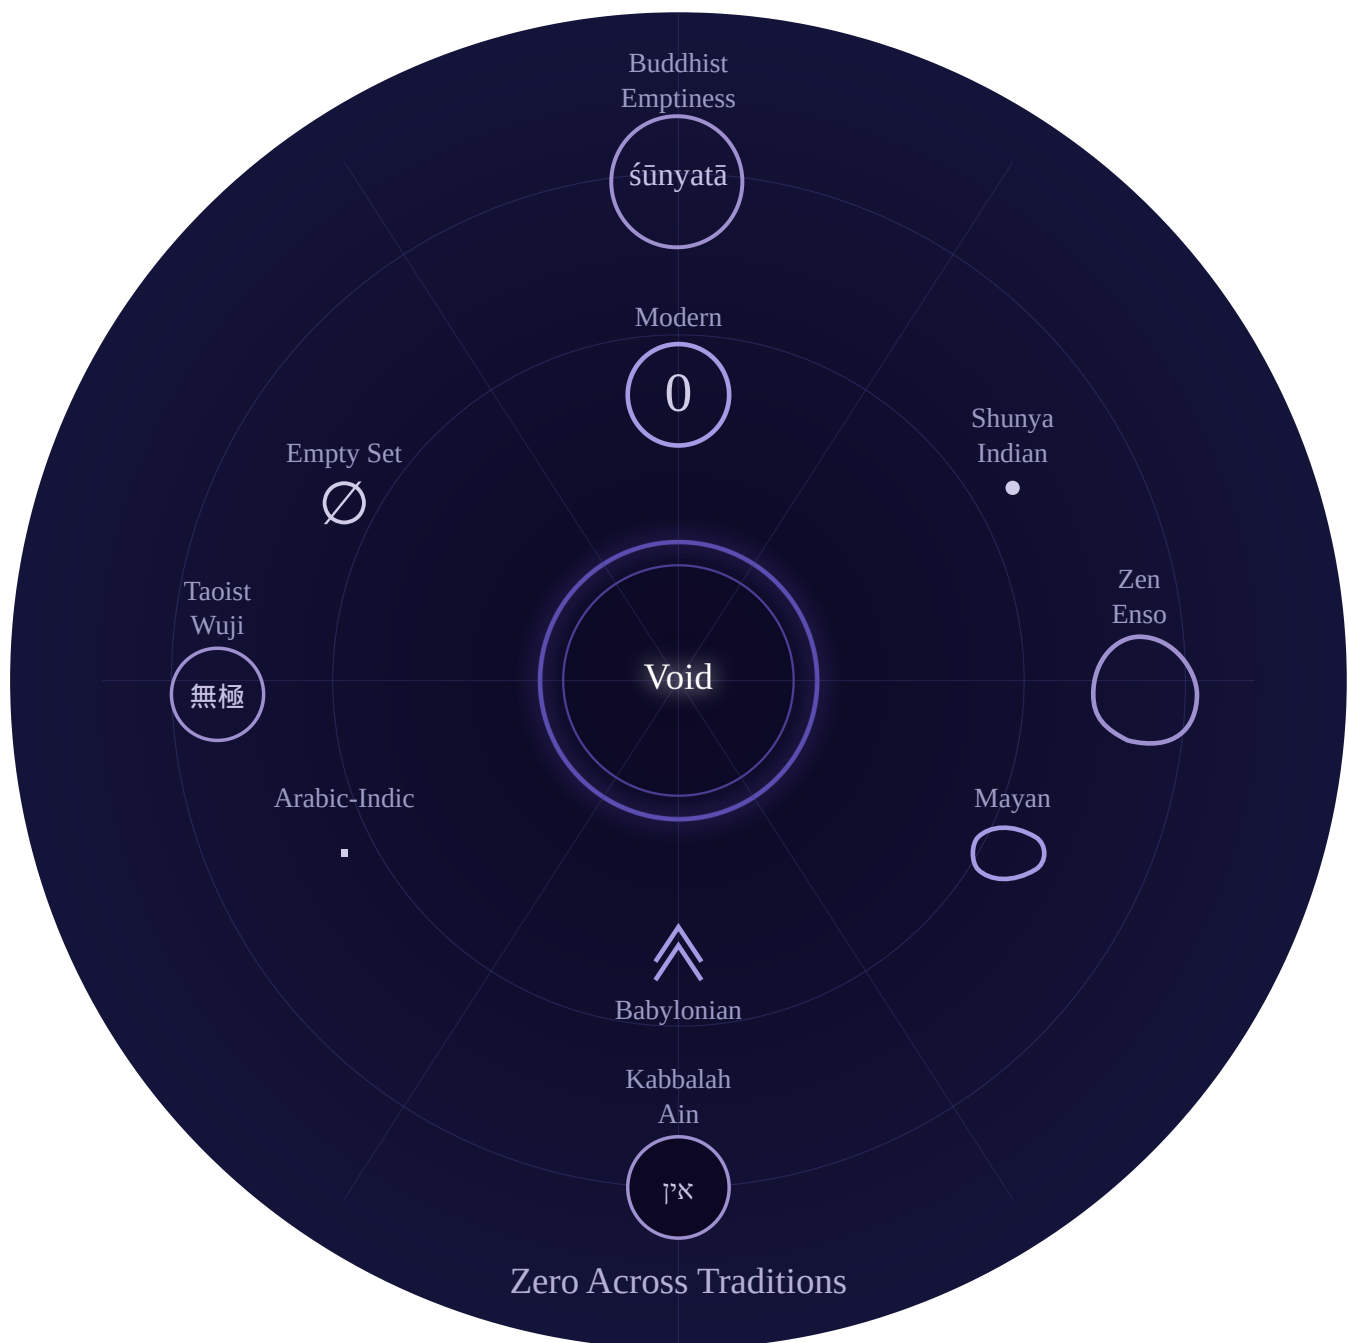 Buddhist
Emptiness
śūnyatā
Modern
0
Shunya
Indian
Empty Set
∅
Zen
Enso
Taoist
Wuji
無極
Void
Arabic-Indic
Mayan
Babylonian
Kabbalah
Ain
אין
Zero Across Traditions